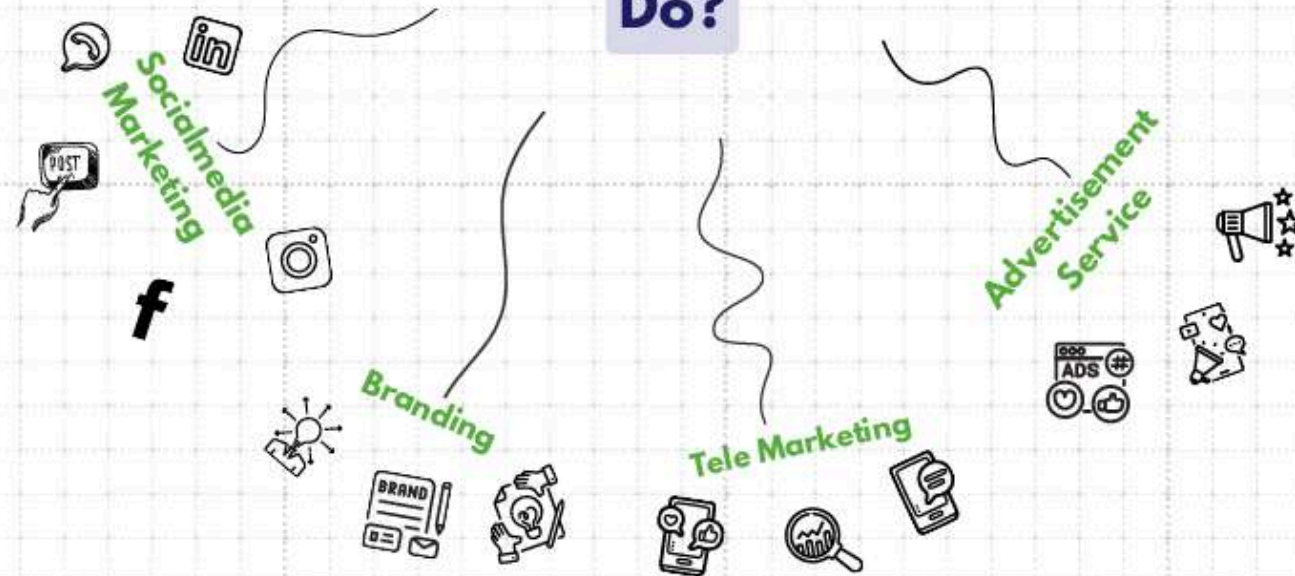 Do?
in
Socialmedia
Marketing
POST
f
Advertisement
Service
ADS
#
Branding
BRAND
Tele Marketing